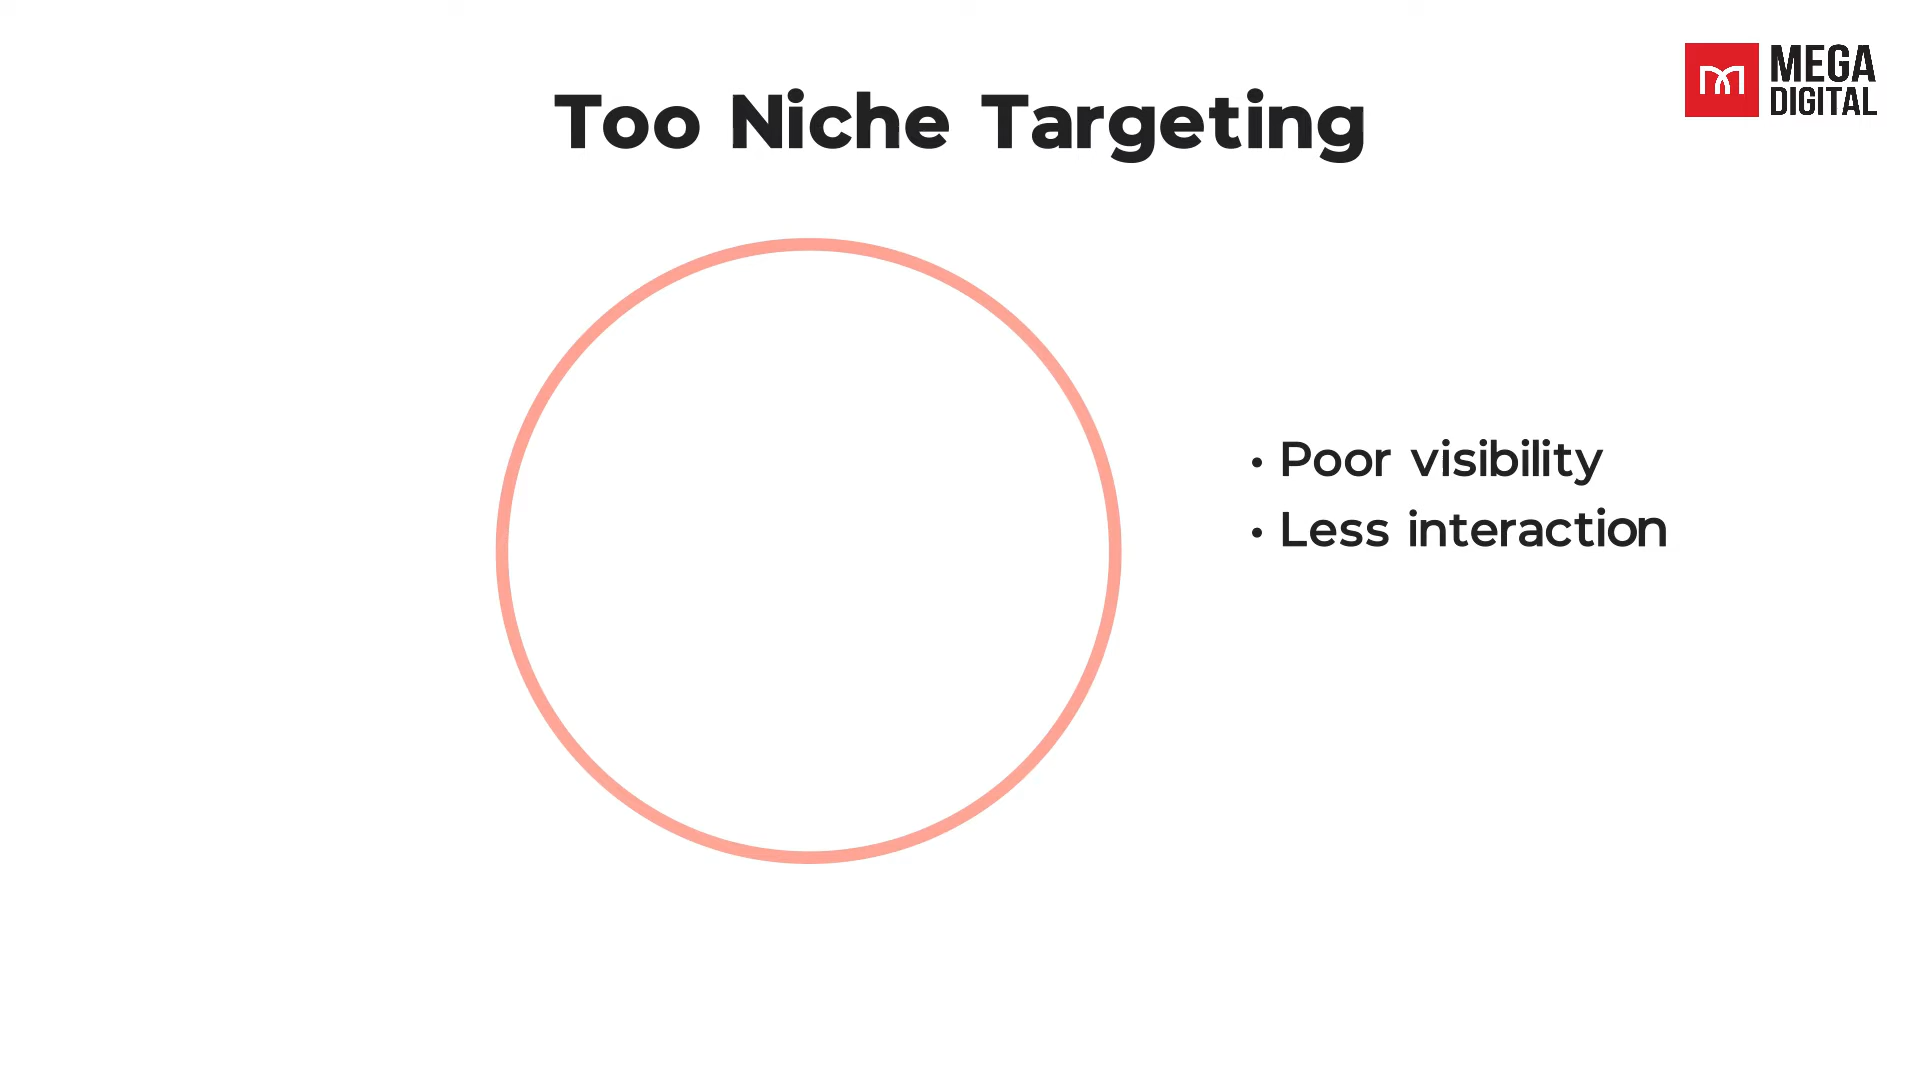 MEGA
DIGITAL
Too Niche Targeting
• Poor visibility
• Less interaction